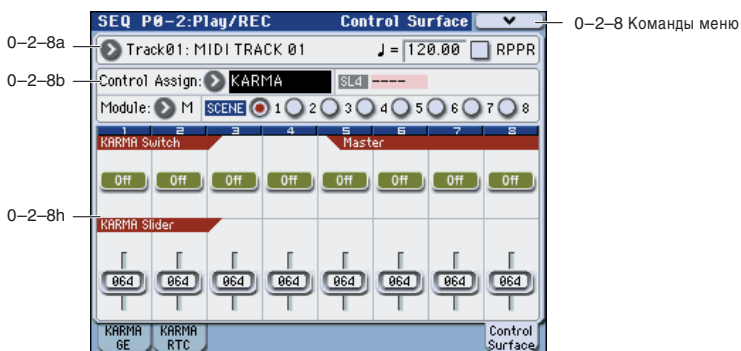 SEQ P0-2:Play/REC Control Surface
0-2-8 Команды меню
0-2-8a
Track01: MIDI TRACK 01 ♩= 120.00 RPPR
0-2-8b
Control Assign: KARMA SL4 ----
Module: M SCENE 1 2 3 4 5 6 7 8
1 2 3 4 5 6 7 8
KARMA Switch Master
Off Off Off Off Off Off Off Off
0-2-8h
KARMA Slider
064 064 064 064 064 064 064 064
KARMA GE
KARMA RTC
Control Surface